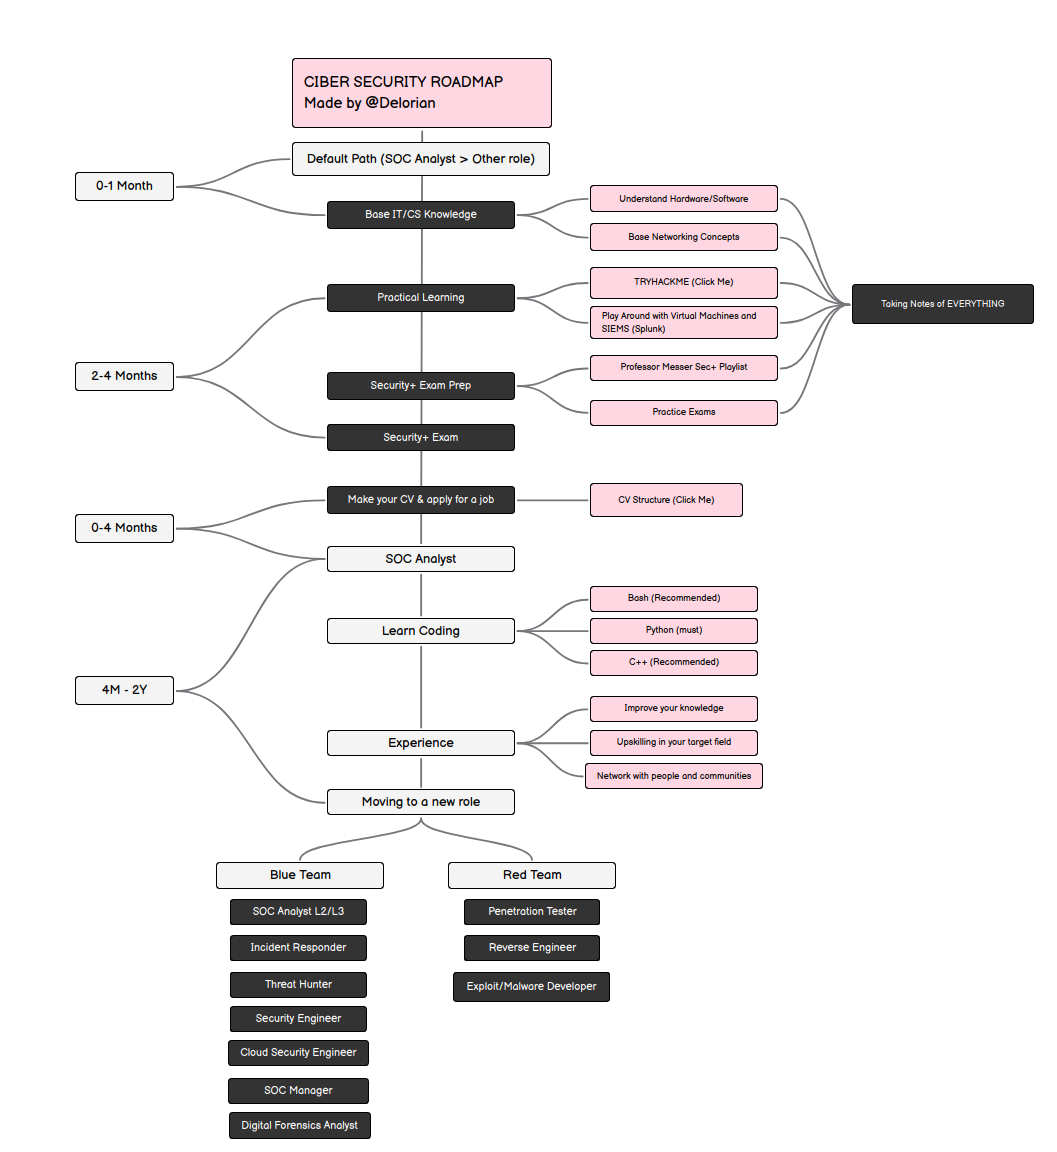 CIBER SECURITY ROADMAP
Made by @Delorian
Default Path (SOC Analyst > Other role)
0-1 Month
Base IT/CS Knowledge
Understand Hardware/Software
Base Networking Concepts
Practical Learning
TRYHACKME (Click Me)
Play Around with Virtual Machines and
SIEMS (Splunk)
Taking Notes of EVERYTHING
2-4 Months
Security+ Exam Prep
Professor Messer Sec+ Playlist
Practice Exams
Security+ Exam
0-4 Months
Make your CV & apply for a job
CV Structure (Click Me)
SOC Analyst
Learn Coding
Bash (Recommended)
Python (must)
C++ (Recommended)
4M - 2Y
Experience
Improve your knowledge
Upskilling in your target field
Network with people and communities
Moving to a new role
Blue Team
SOC Analyst L2/L3
Incident Responder
Threat Hunter
Security Engineer
Cloud Security Engineer
SOC Manager
Digital Forensics Analyst
Red Team
Penetration Tester
Reverse Engineer
Exploit/Malware Developer